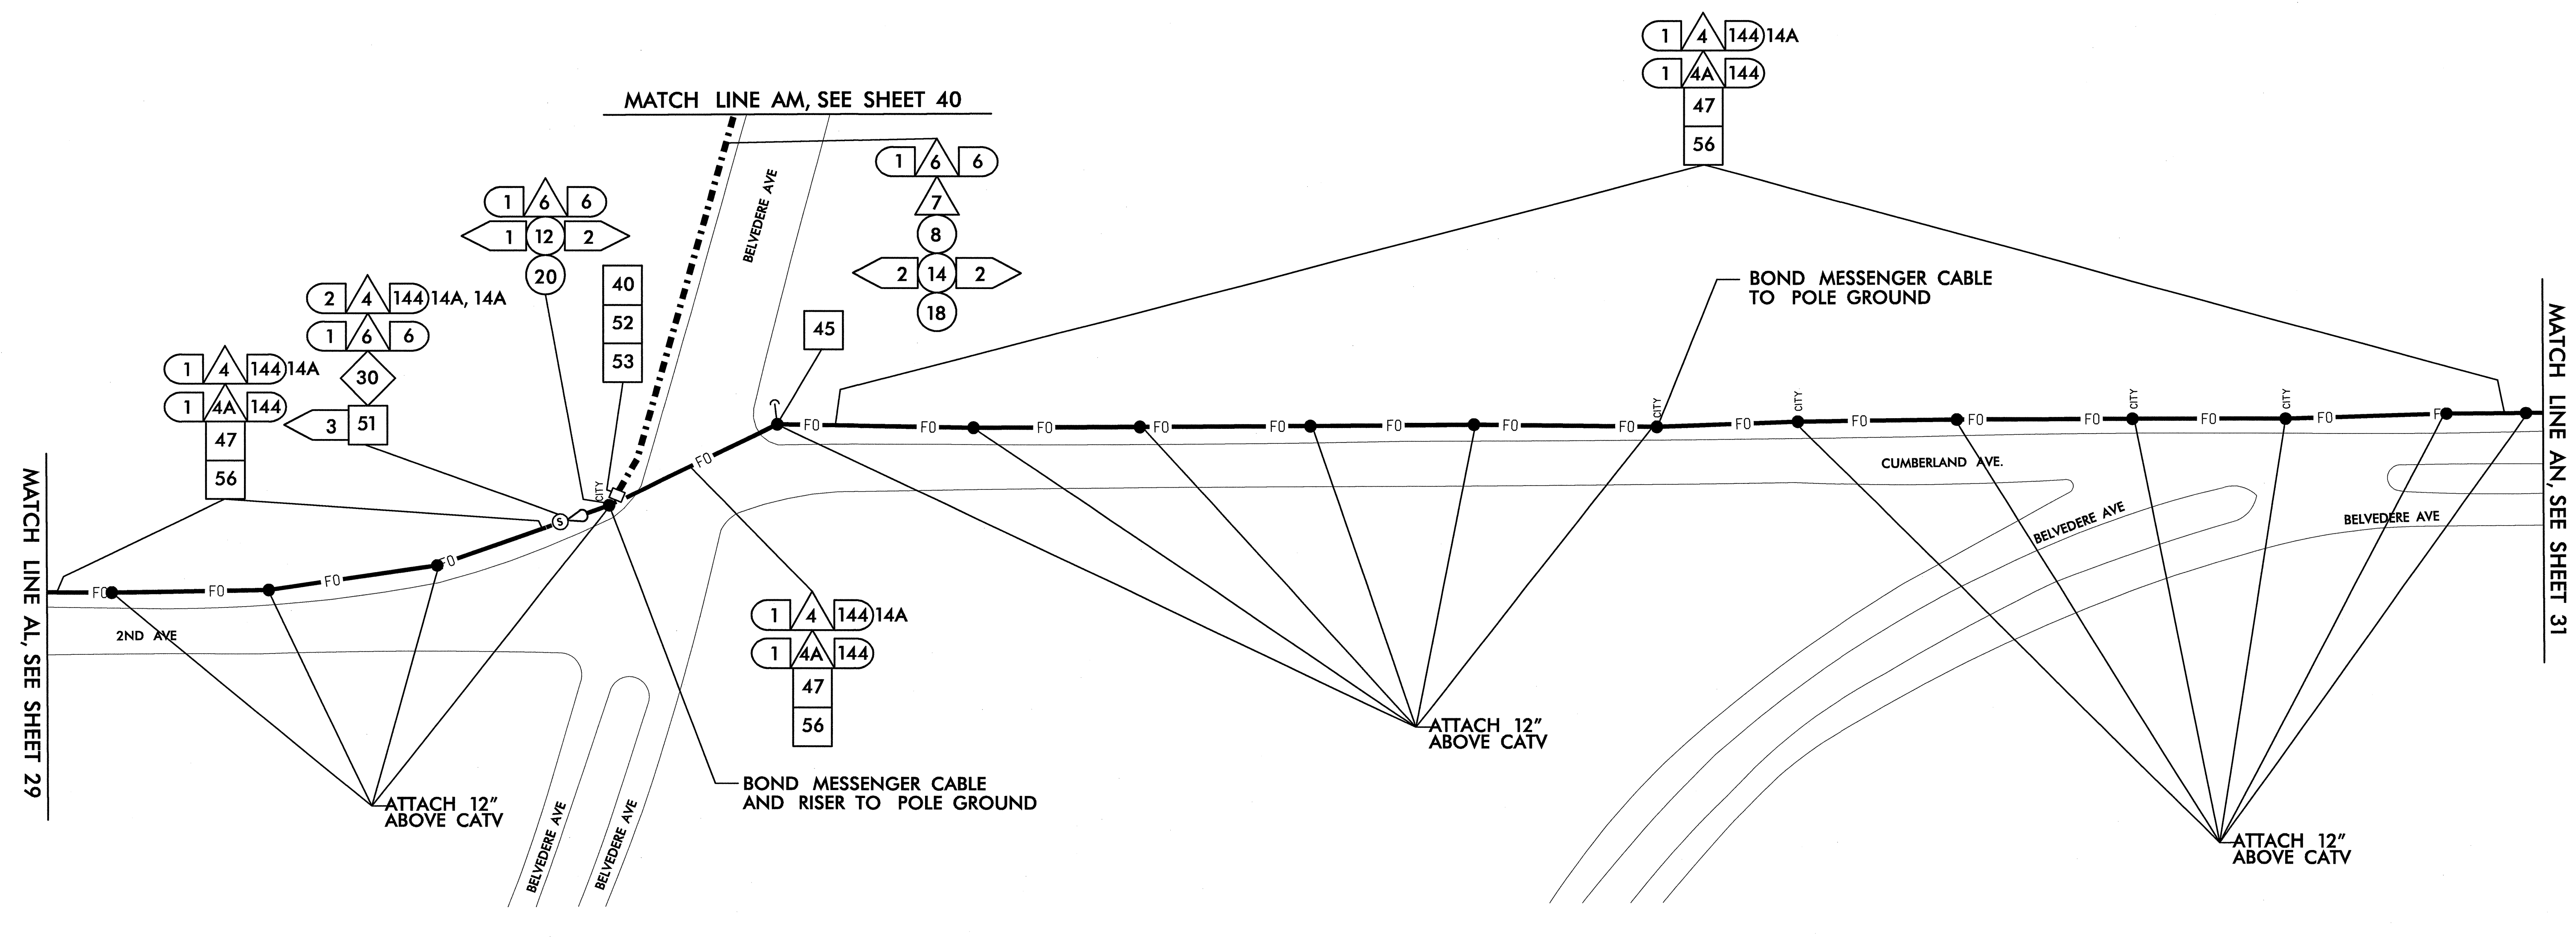 1 4 144 14A
1 4A 144
47
56
MATCH LINE AM, SEE SHEET 40
1 6 6
7
8
2 14 2
18
BELVEDERE AVE
1 6 6
1 12 2
20
40
52
53
2 4 144 14A, 14A
1 6 6
30
3 51
1 4 144 14A
1 4A 144
47
56
45
BOND MESSENGER CABLE
TO POLE GROUND
MATCH LINE AL, SEE SHEET 29
MATCH LINE AN, SEE SHEET 31
CITY
CITY
CITY
CITY
CITY
FO FO FO FO FO FO FO FO FO FO FO FO FO FO FO FO FO
S
CUMBERLAND AVE.
BELVEDERE AVE
BELVEDERE AVE
2ND AVE
1 4 144 14A
1 4A 144
47
56
ATTACH 12"
ABOVE CATV
BOND MESSENGER CABLE
AND RISER TO POLE GROUND
ATTACH 12"
ABOVE CATV
BELVEDERE AVE
BELVEDERE AVE
ATTACH 12"
ABOVE CATV